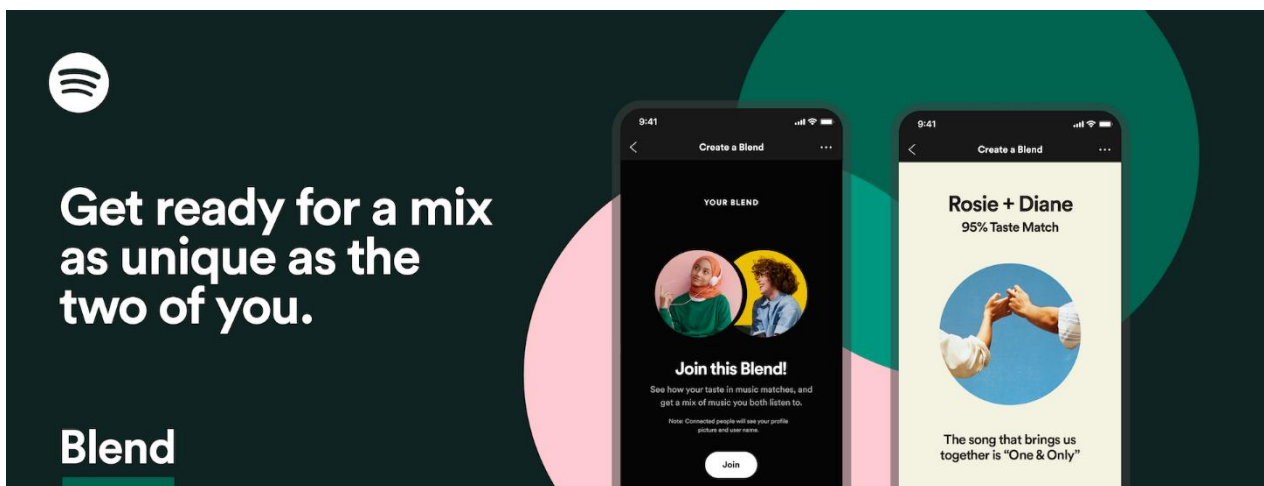 Get ready for a mix
as unique as the
two of you.
Blend
9:41
Create a Blend
YOUR BLEND
Join this Blend!
See how your taste in music matches, and
get a mix of music you both listen to.
Note: Connected people will see your profile
picture and user name.
Join
9:41
Create a Blend
Rosie + Diane
95% Taste Match
The song that brings us
together is “One & Only”